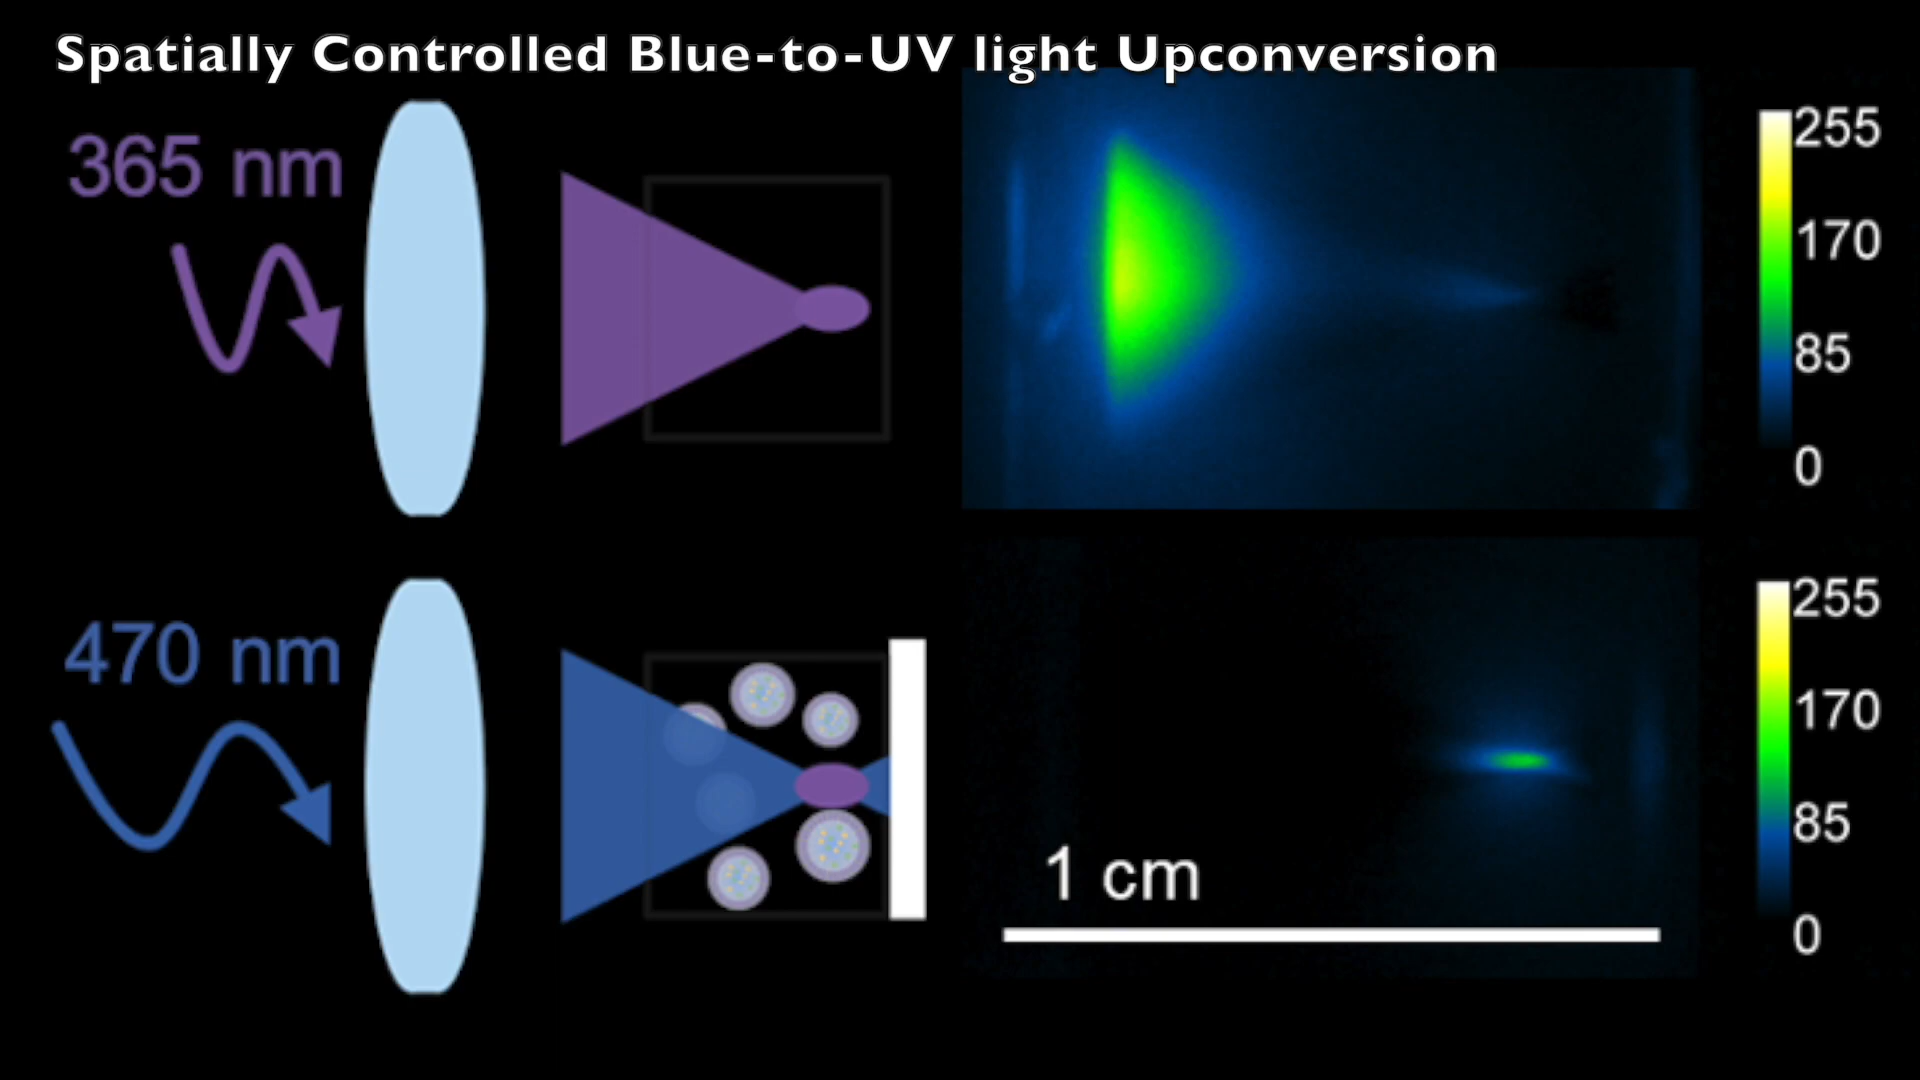 Spatially Controlled Blue-to-UV light Upconversion
365 nm
255
170
85
0
470 nm
255
170
85
0
1 cm